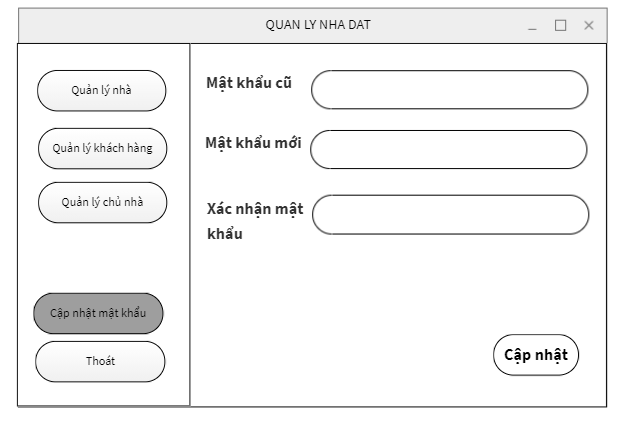 QUAN LY NHA DAT
Quản lý nhà
Quản lý khách hàng
Quản lý chủ nhà
Cập nhật mật khẩu
Thoát
Mật khẩu cũ
Mật khẩu mới
Xác nhận mật
khẩu
Cập nhật